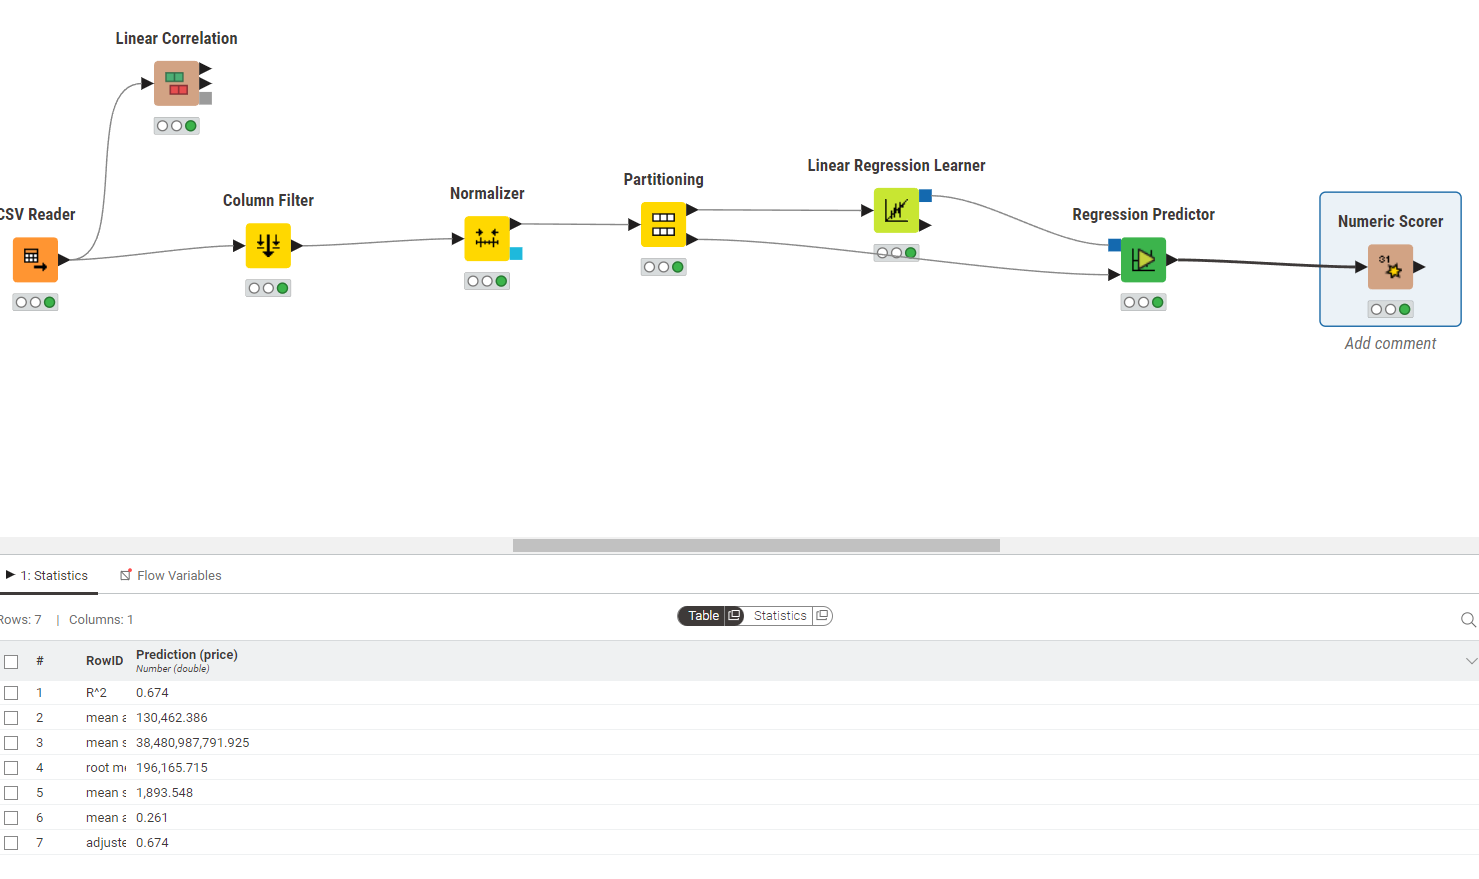 Linear Correlation
CSV Reader
Column Filter
Normalizer
Partitioning
Linear Regression Learner
Regression Predictor
Numeric Scorer
Add comment
1: Statistics
Flow Variables
Rows: 7 | Columns: 1
Table
Statistics
# RowID Prediction (price)
Number (double)
1 R^2 0.674
2 mean a 130,462.386
3 mean s 38,480,987,791.925
4 root me 196,165.715
5 mean s 1,893.548
6 mean a 0.261
7 adjuste 0.674